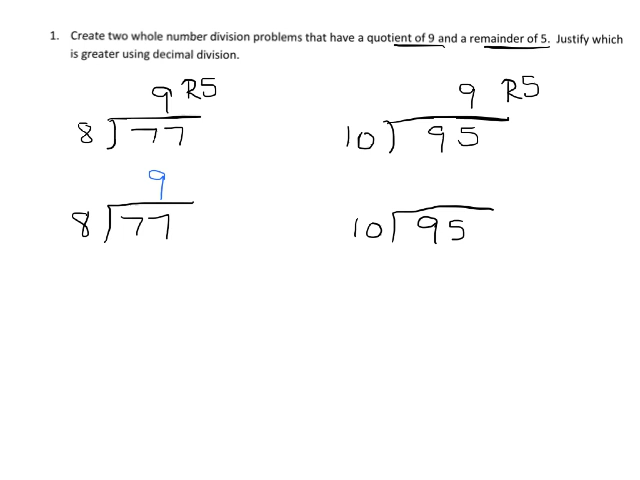 1. Create two whole number division problems that have a quotient of 9 and a remainder of 5. Justify which
is greater using decimal division.
9 R5
8 ) 77
9 R5
10 ) 95
9
8 ) 77
10 ) 95